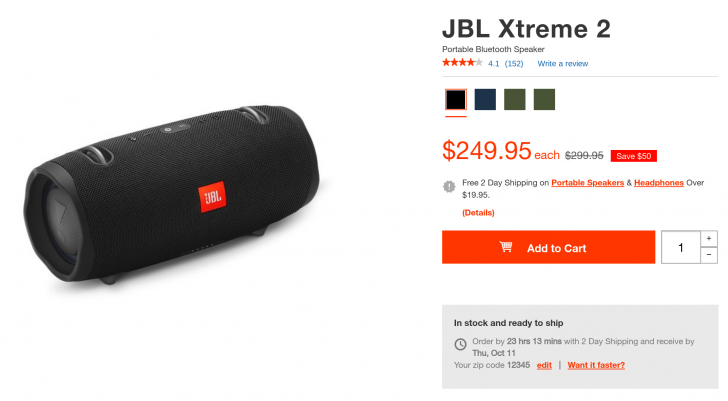 JBL Xtreme 2
Portable Bluetooth Speaker
4.1 (152) Write a review
$249.95 each $299.95 Save $50
Free 2 Day Shipping on Portable Speakers & Headphones Over
$19.95.
(Details)
Add to Cart
1
+
−
JBL
In stock and ready to ship
Order by 23 hrs 13 mins with 2 Day Shipping and receive by
Thu, Oct 11
Your zip code 12345 edit | Want it faster?